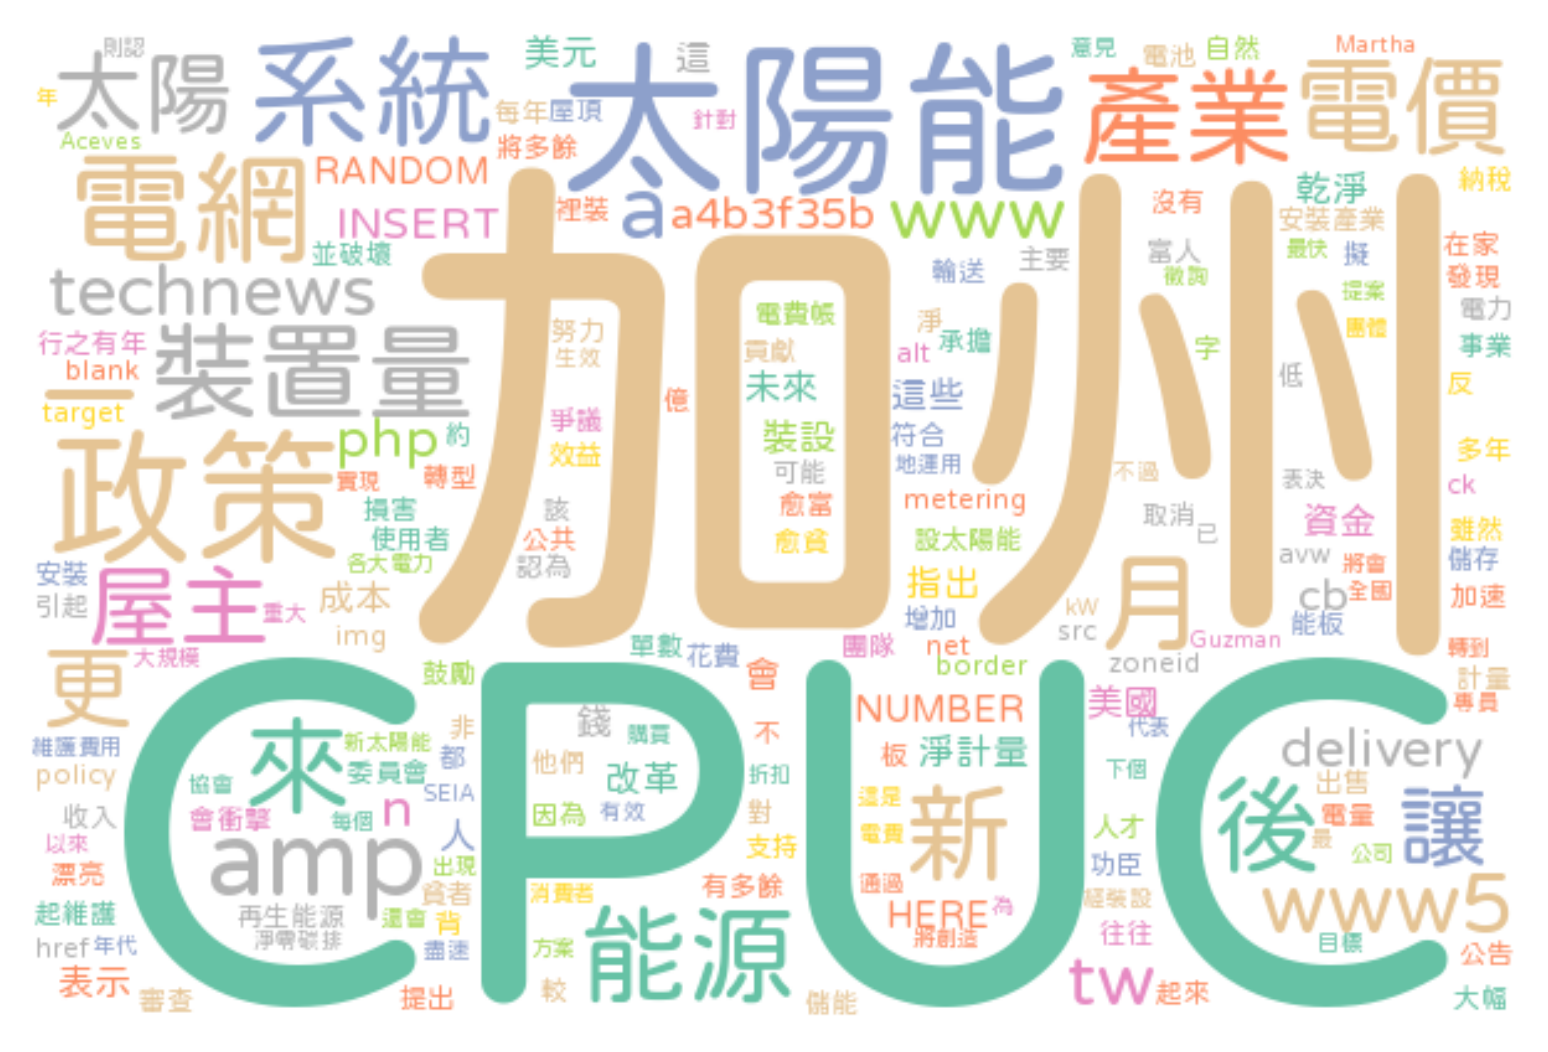 則認
太陽
系統
美元
這
太陽能
意見
電池
自然
Martha
產業
電價
年
Aceves
每年
屋頂
將多餘
針對
電網
RANDOM
INSERT
並破壞
裡裝
a
a4b3f35b
www
沒有
乾淨
安裝產業
納稅
technews
加州
輸送
主要
富人
徵詢
最快
擬
在家
發現
提案
電力
行之有年
blank
裝置量
努力
生效
電費帳
貢獻
淨
承擔
alt
字
團體
事業
低
反
一
target
億
未來
這些
政策
php
約
爭議
效益
裝設
可能
符合
地運用
不過
表決
多年
ck
實現
轉型
損害
使用者
各大電力
該
公共
認為
愈富
愈貧
metering
設太陽能
取消
已
資金
avw
將會
雖然
儲存
安裝
引起
屋主
重大
成本
img
指出
增加
kW
src
月
cb
全國
能板
加速
大規模
單數
花費
團隊
net
border
Guzman
zoneid
轉到
更
CPUC
鼓勵
會
NUMBER
美國
代表
計量
專員
維護費用
policy
來
新太陽能
委員會
協會
非
都
SEIA
錢
購買
他們
改革
不
折扣
板
淨計量
下個
delivery
出售
收入
以來
會衝擊
每個
n
人
因為
有效
對
支持
這是
電費
新
人才
功臣
後
電量
最
公司
讓
漂亮
amp
出現
貧者
消費者
有多餘
通過
經裝設
www5
起維護
再生能源
淨零碳排
還會
背
盡速
能源
HERE
為
將創造
往往
目標
href
年代
方案
公告
表示
審查
提出
較
儲能
tw
起來
大幅